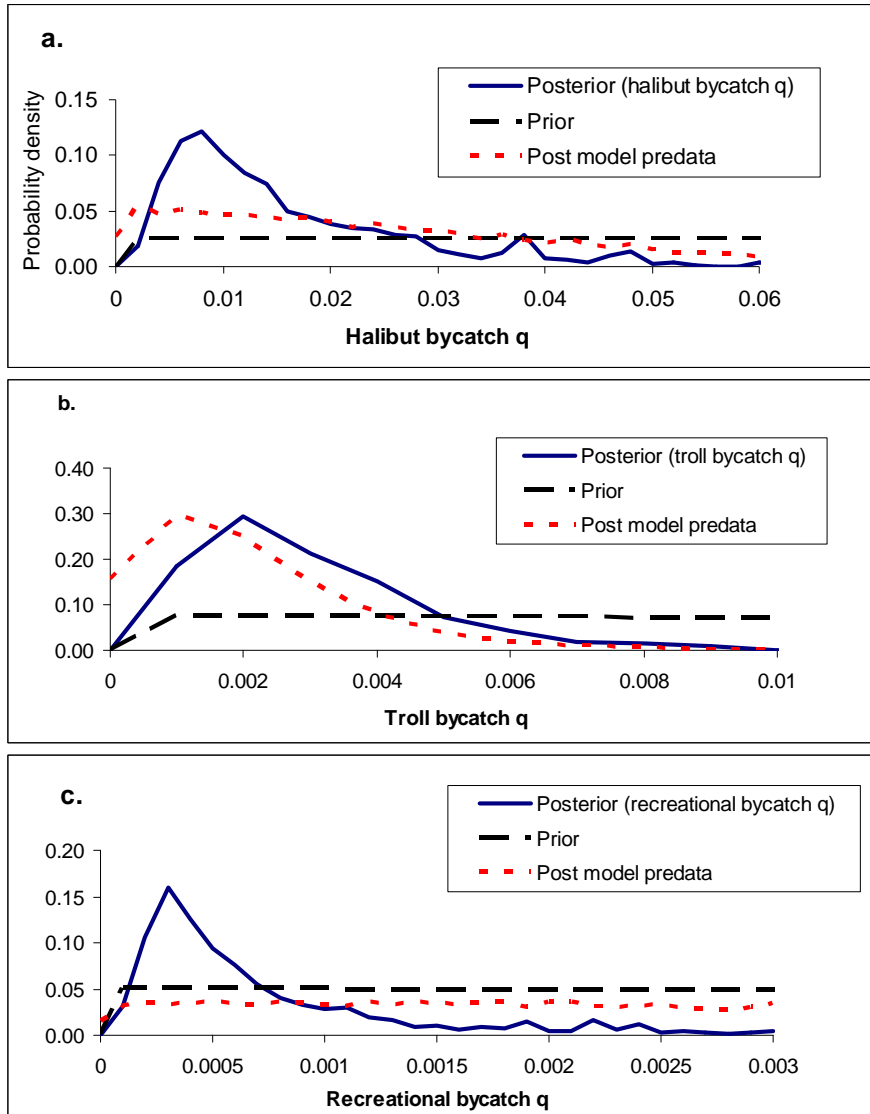 a.
Posterior (halibut bycatch q)
Prior
Post model predata
Probability density
0.15
0.10
0.05
0.00
0 0.01 0.02 0.03 0.04 0.05 0.06
Halibut bycatch q
b.
Posterior (troll bycatch q)
Prior
Post model predata
0.40
0.30
0.20
0.10
0.00
0 0.002 0.004 0.006 0.008 0.01
Troll bycatch q
c.
Posterior (recreational bycatch q)
Prior
Post model predata
0.20
0.15
0.10
0.05
0.00
0 0.0005 0.001 0.0015 0.002 0.0025 0.003
Recreational bycatch q